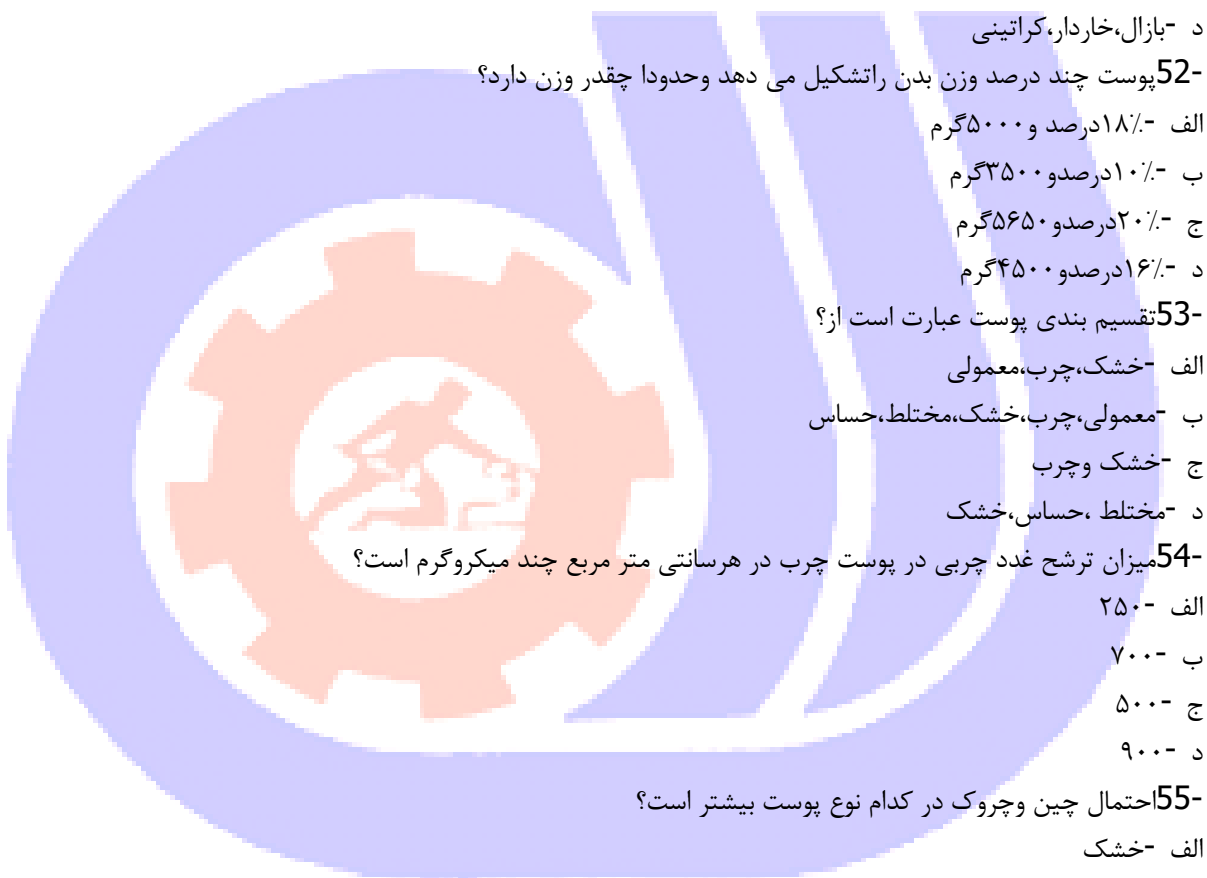 د -بازال،خاردار،کراتینی
52-پوست چند درصد وزن بدن راتشکیل می دهد وحدودا چقدر وزن دارد؟
الف -٪۱۸درصد و۵۰۰۰گرم
ب -٪۱۰درصدو۳۵۰۰گرم
ج -٪۲۰درصدو۵۶۵۰گرم
د -٪۱۶درصدو۴۵۰۰گرم
53-تقسیم بندی پوست عبارت است از؟
الف -خشک،چرب،معمولی
ب -معمولی،چرب،خشک،مختلط،حساس
ج -خشک وچرب
د -مختلط ،حساس،خشک
54-میزان ترشح غدد چربی در پوست چرب در هرسانتی متر مربع چند میکروگرم است؟
الف -۲۵۰
ب -۷۰۰
ج -۵۰۰
د -۹۰۰
55-احتمال چین وچروک در کدام نوع پوست بیشتر است؟
الف -خشک